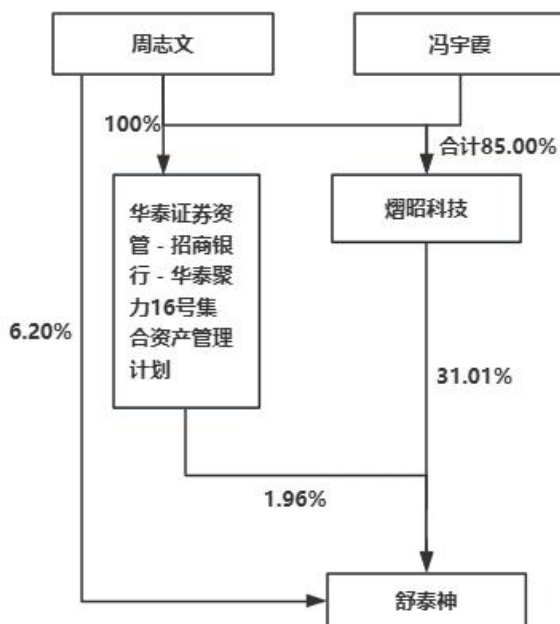 周志文
冯宇霞
100%
合计85.00%
华泰证券资
管 - 招商银
行 - 华泰聚
力16号集
合资产管理
计划
熠昭科技
6.20%
31.01%
1.96%
舒泰神